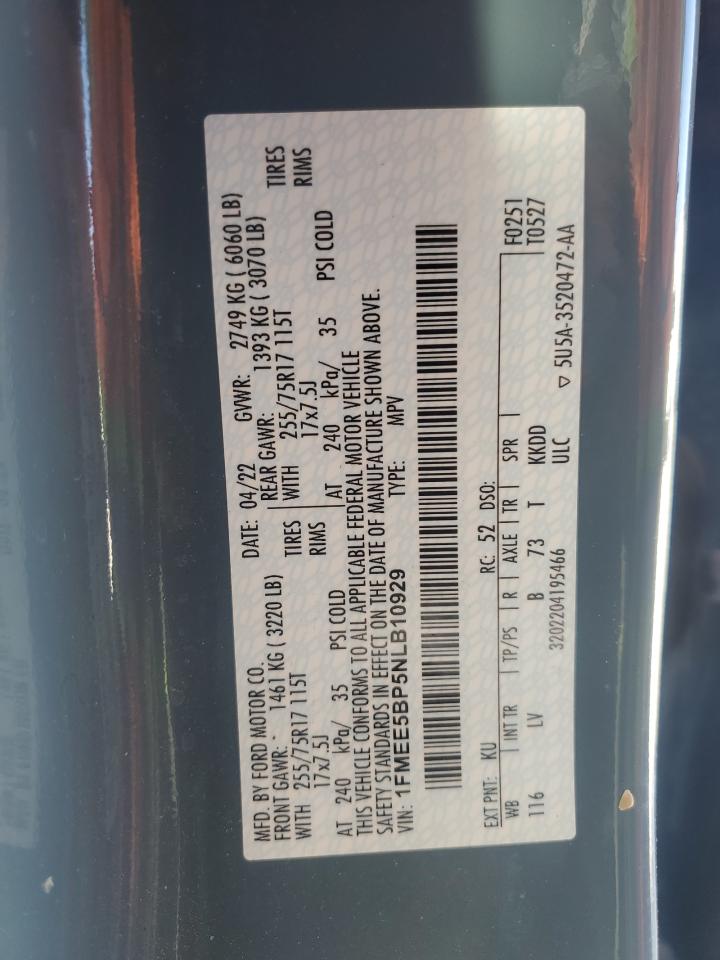 MFD. BY FORD MOTOR CO.
DATE: 04/22 GVWR: 2749 KG ( 6060 LB)
FRONT GAWR: 1461 KG ( 3220 LB) REAR GAWR: 1393 KG ( 3070 LB)
WITH 255/75R17 115T TIRES WITH 255/75R17 115T TIRES
17x7.5J RIMS 17x7.5J RIMS
AT 240 kPa/ 35 PSI COLD AT 240 kPa/ 35 PSI COLD
THIS VEHICLE CONFORMS TO ALL APPLICABLE FEDERAL MOTOR VEHICLE
SAFETY STANDARDS IN EFFECT ON THE DATE OF MANUFACTURE SHOWN ABOVE.
VIN: 1FMEE5BP5NLB10929 TYPE: MPV
EXT PNT: KU RC: 52 DSO:
WB INT TR TP/PS R AXLE TR SPR F0251
116 LV B 73 T KKDD T0527
3202204195466 ULC
▽ 5U5A-3520472-AA